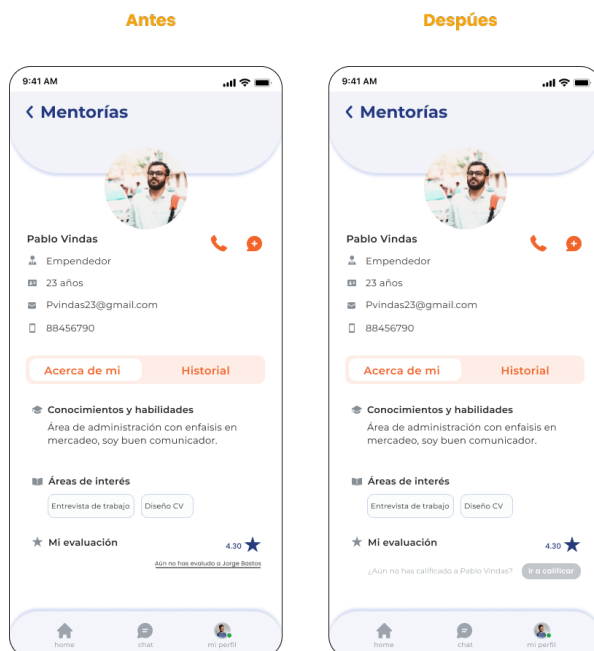 Antes
9:41 AM
Mentorías
Pablo Vindas
Empendedor
23 años
Pvindas23@gmail.com
88456790
Acerca de mi Historial
Conocimientos y habilidades
Área de administración con enfaisis en
mercadeo, soy buen comunicador.
Áreas de interés
Entrevista de trabajo Diseño CV
Mi evaluación
4.30
Aún no has evaludo a Jorge Bastos
home chat mi perfil
Despúes
9:41 AM
Mentorías
Pablo Vindas
Empendedor
23 años
Pvindas23@gmail.com
88456790
Acerca de mi Historial
Conocimientos y habilidades
Área de administración con enfaisis en
mercadeo, soy buen comunicador.
Áreas de interés
Entrevista de trabajo Diseño CV
Mi evaluación
4.30
¿Aún no has calificado a Pablo Vindas? Ir a calificar
home chat mi perfil